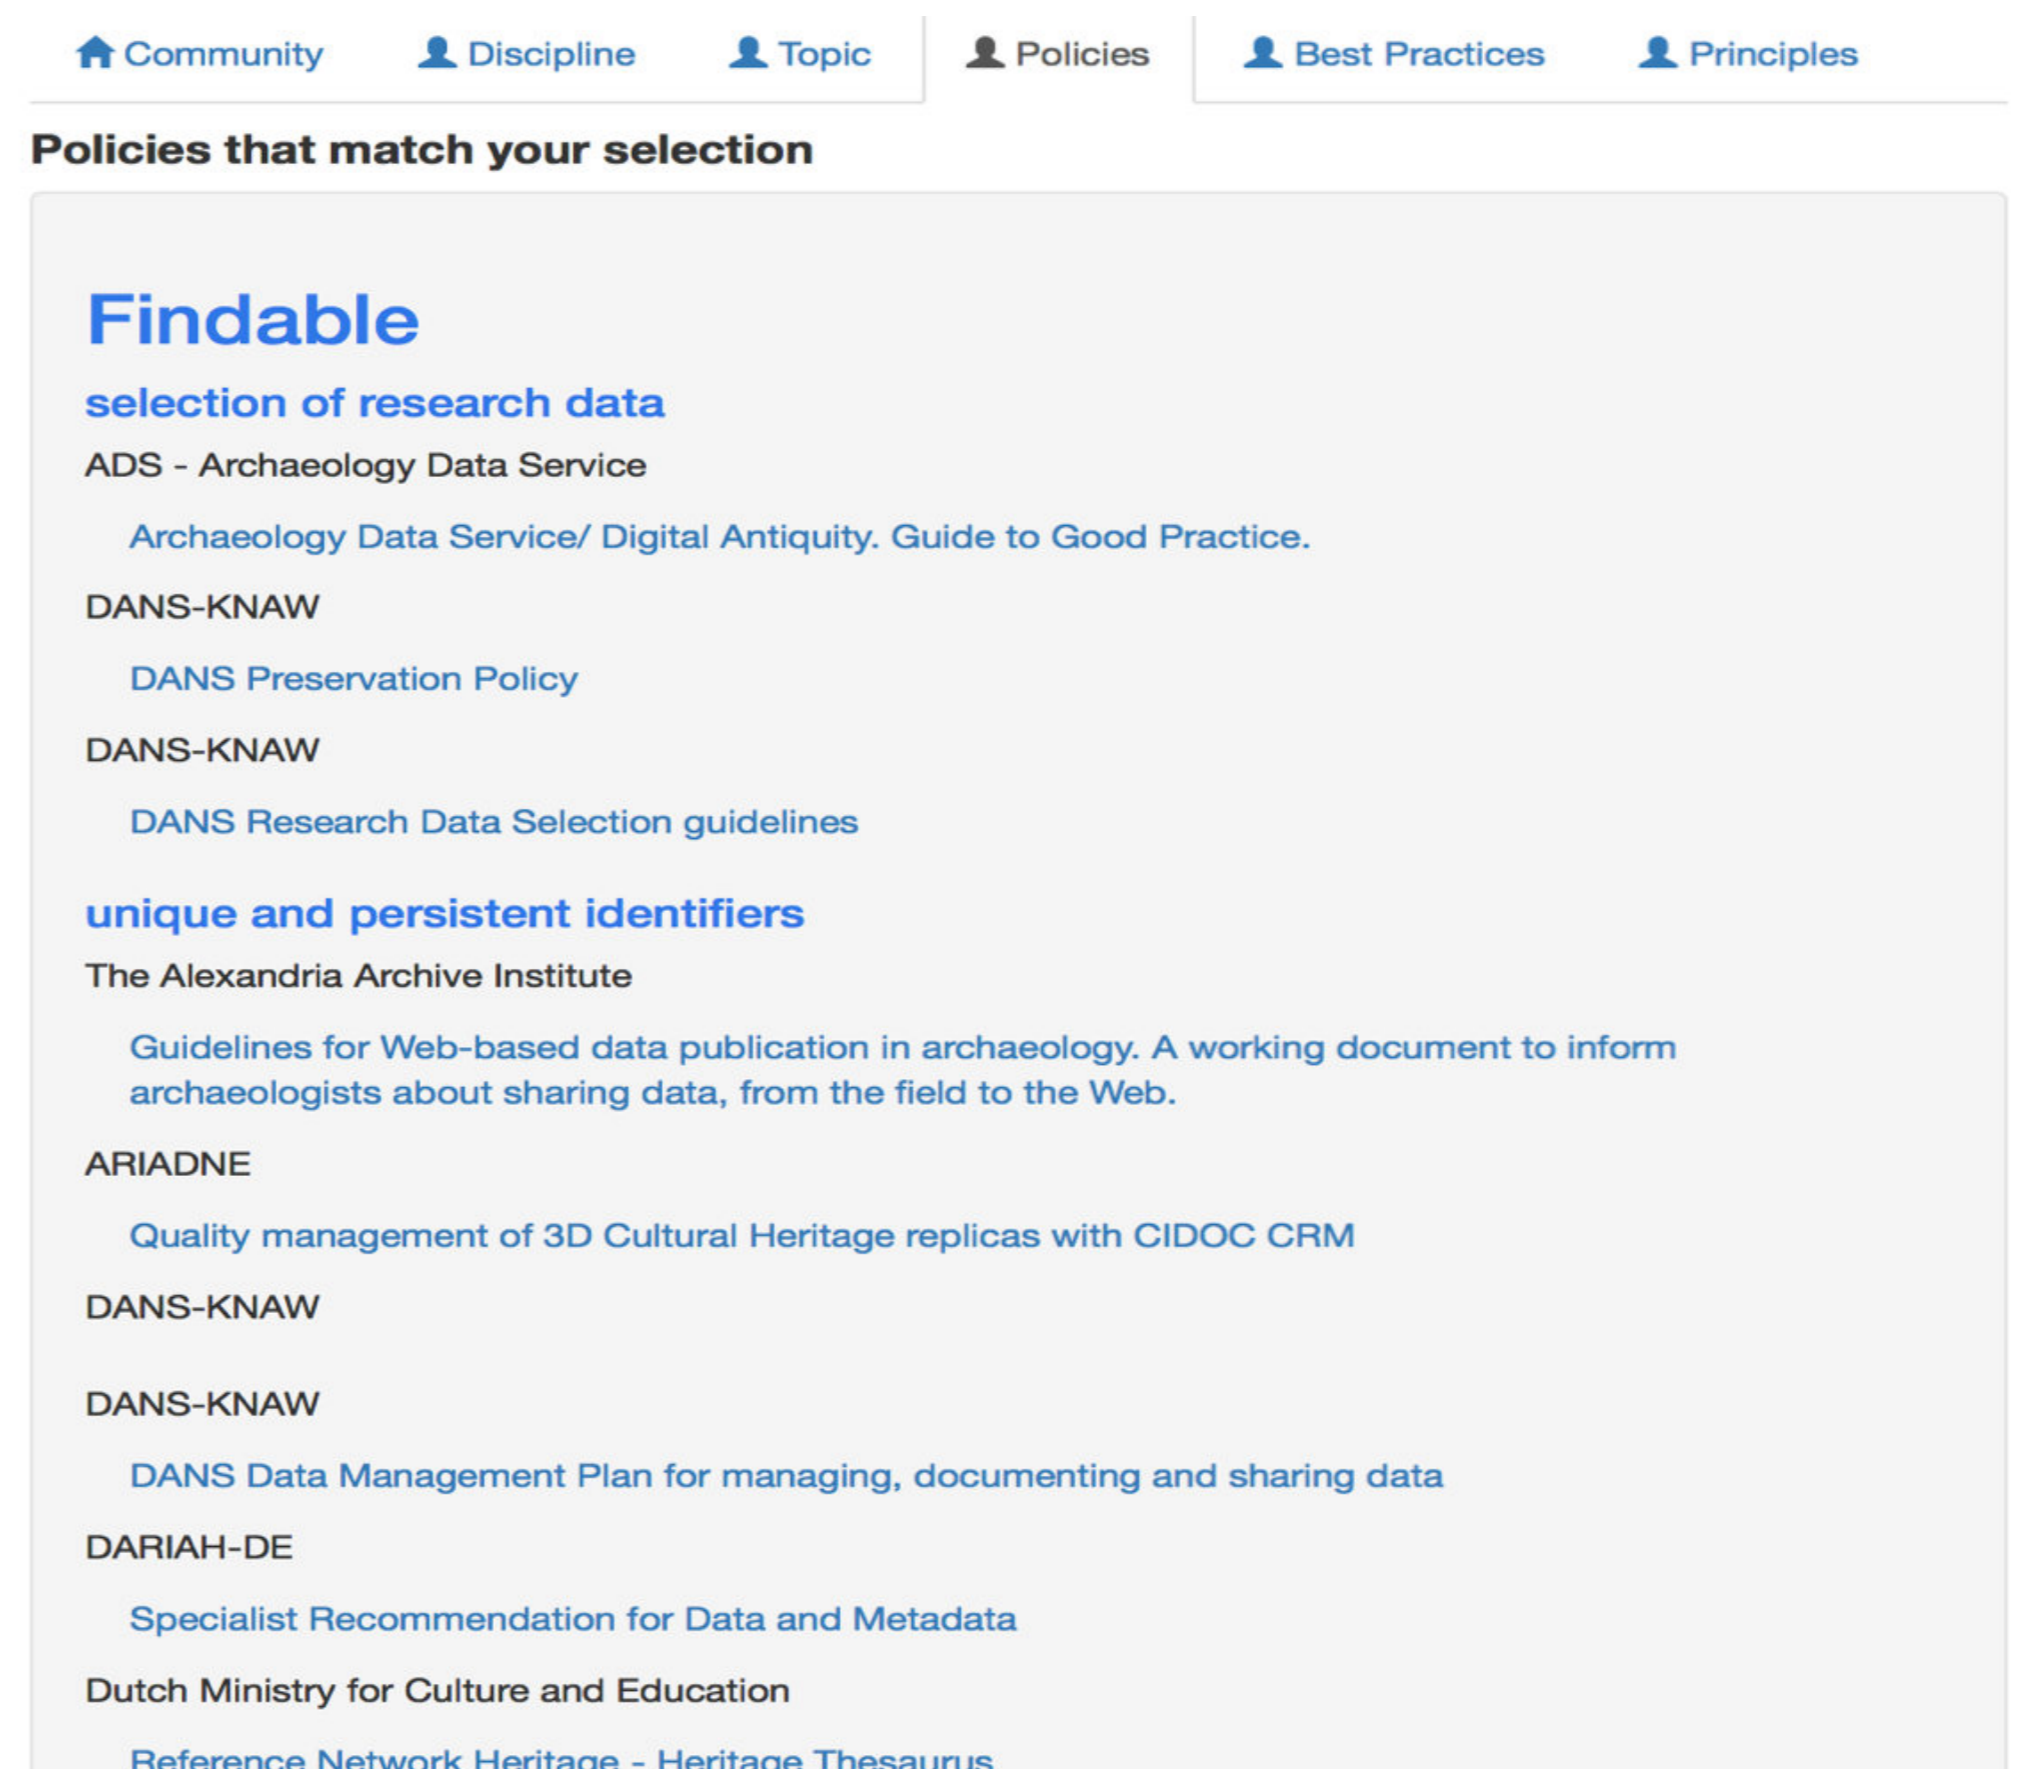 Community Discipline Topic Policies Best Practices Principles
Policies that match your selection
Findable
selection of research data
ADS - Archaeology Data Service
Archaeology Data Service/ Digital Antiquity. Guide to Good Practice.
DANS-KNAW
DANS Preservation Policy
DANS-KNAW
DANS Research Data Selection guidelines
unique and persistent identifiers
The Alexandria Archive Institute
Guidelines for Web-based data publication in archaeology. A working document to inform
archaeologists about sharing data, from the field to the Web.
ARIADNE
Quality management of 3D Cultural Heritage replicas with CIDOC CRM
DANS-KNAW
DANS-KNAW
DANS Data Management Plan for managing, documenting and sharing data
DARIAH-DE
Specialist Recommendation for Data and Metadata
Dutch Ministry for Culture and Education
Reference Network Heritage - Heritage Thesaurus